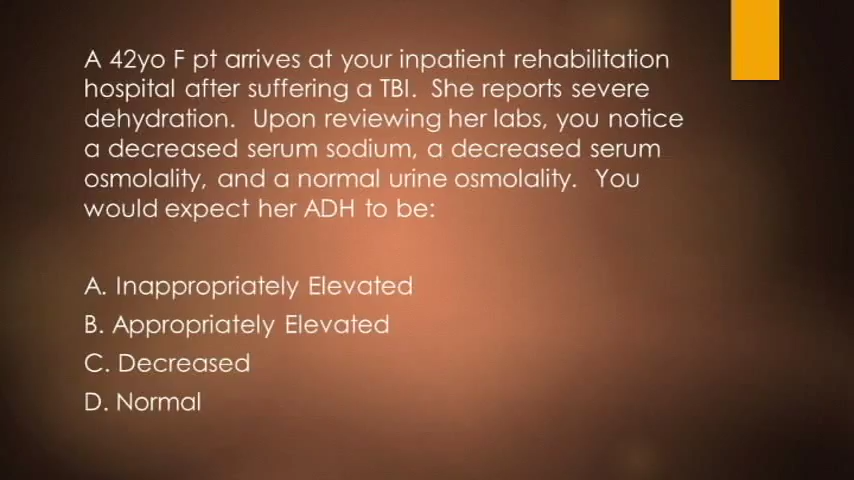 A 42yo F pt arrives at your inpatient rehabilitation
hospital after suffering a TBI.  She reports severe
dehydration.  Upon reviewing her labs, you notice
a decreased serum sodium, a decreased serum
osmolality, and a normal urine osmolality.  You
would expect her ADH to be:
A. Inappropriately Elevated
B. Appropriately Elevated
C. Decreased
D. Normal